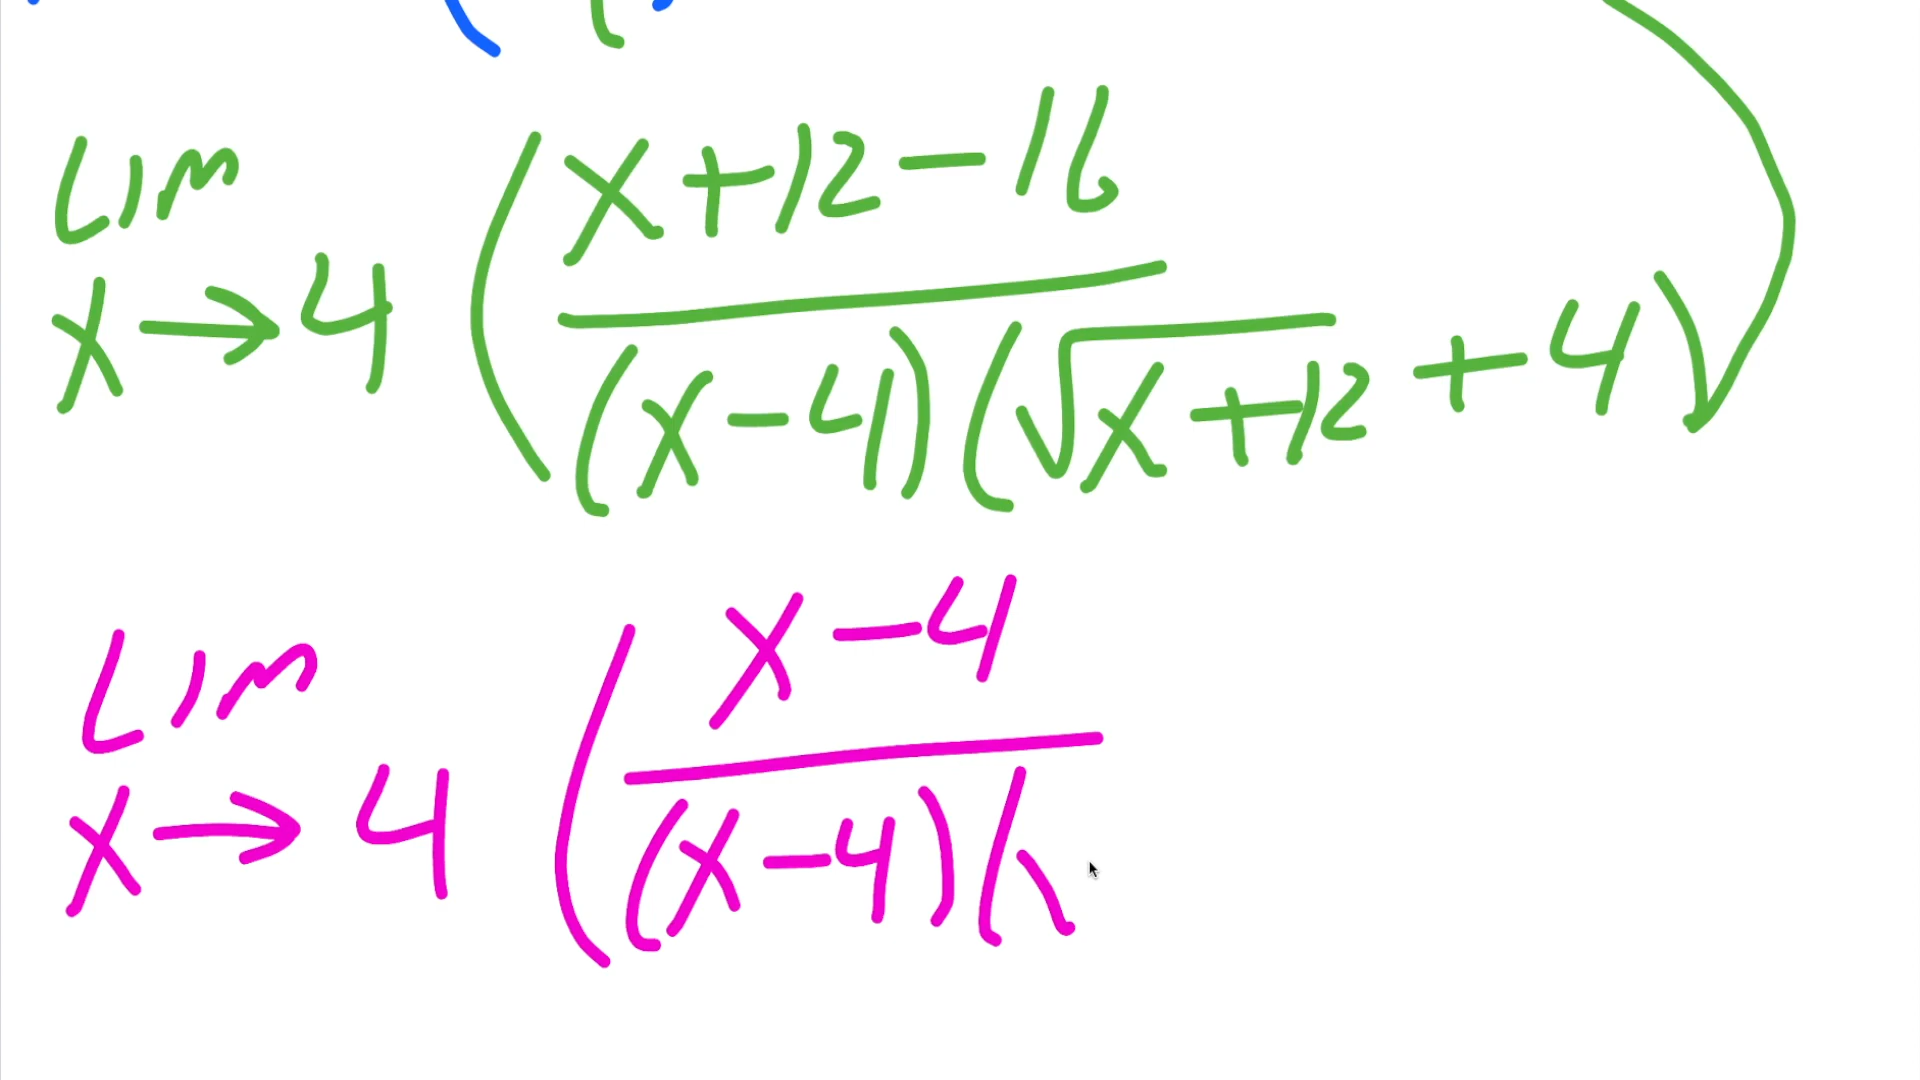 Lim x→4 ( (x+12-16) / ((x-4)(√(x+12) + 4) )
Lim x→4 ( (x-4) / ((x-4)(